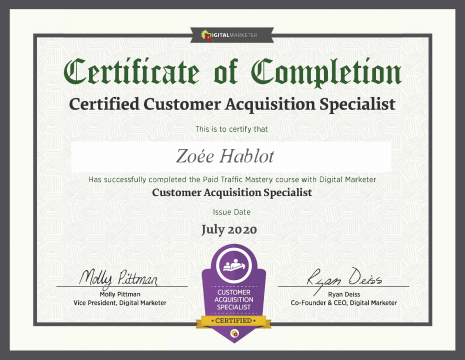 DIGITALMARKETER
Certificate of Completion
Certified Customer Acquisition Specialist
This is to certify that
Zoée Hablot
Has successfully completed the Paid Traffic Mastery course with Digital Marketer
Customer Acquisition Specialist
Issue Date
July 2020
Molly Pittman
Molly Pittman
Vice President, Digital Marketer
CUSTOMER
ACQUISITION
SPECIALIST
CERTIFIED
Ryan Deiss
Ryan Deiss
Co-Founder & CEO, Digital Marketer